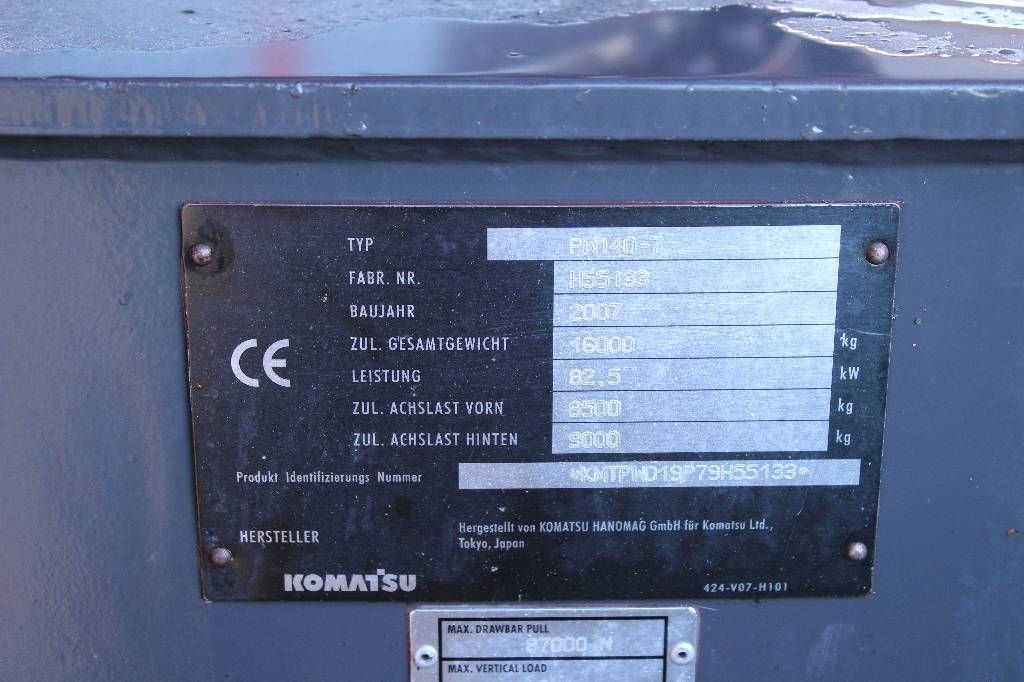 TYP PW140-7
FABR. NR. H55133
BAUJAHR 2007
ZUL. GESAMTGEWICHT 16000 kg
LEISTUNG 82.5 kW
ZUL. ACHSLAST VORN 8500 kg
ZUL. ACHSLAST HINTEN 9000 kg
CE
Produkt Identifizierungs Nummer *KMTPW019P79H55133*
HERSTELLER
Hergestellt von KOMATSU HANOMAG GmbH für Komatsu Ltd.,
Tokyo, Japan
KOMATSU
424-V07-H101
MAX. DRAWBAR PULL
87000 N
MAX. VERTICAL LOAD